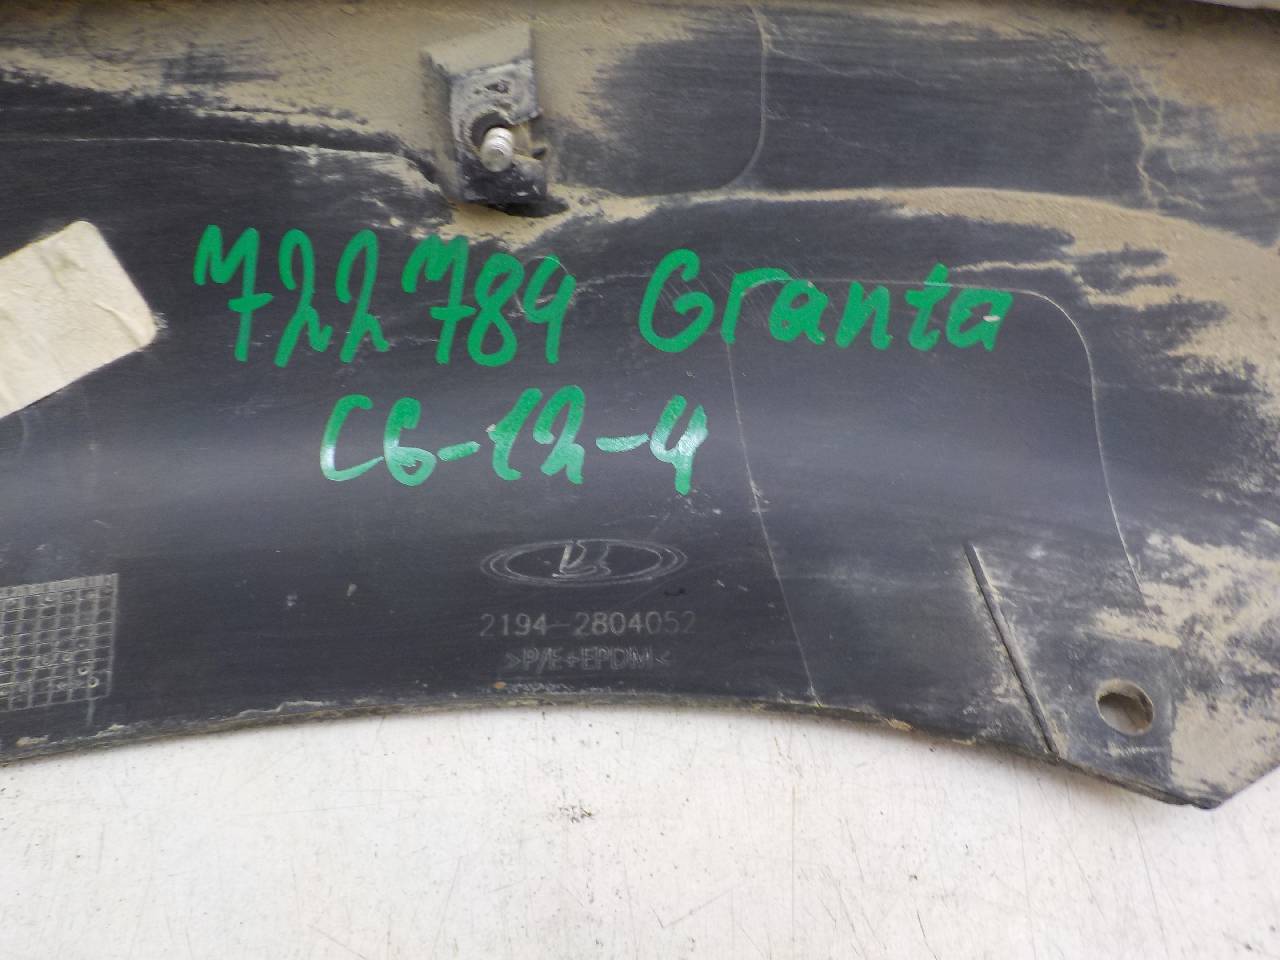 722784 Granta
C6-12-4
2194-2804052
>P/E+EPDM<